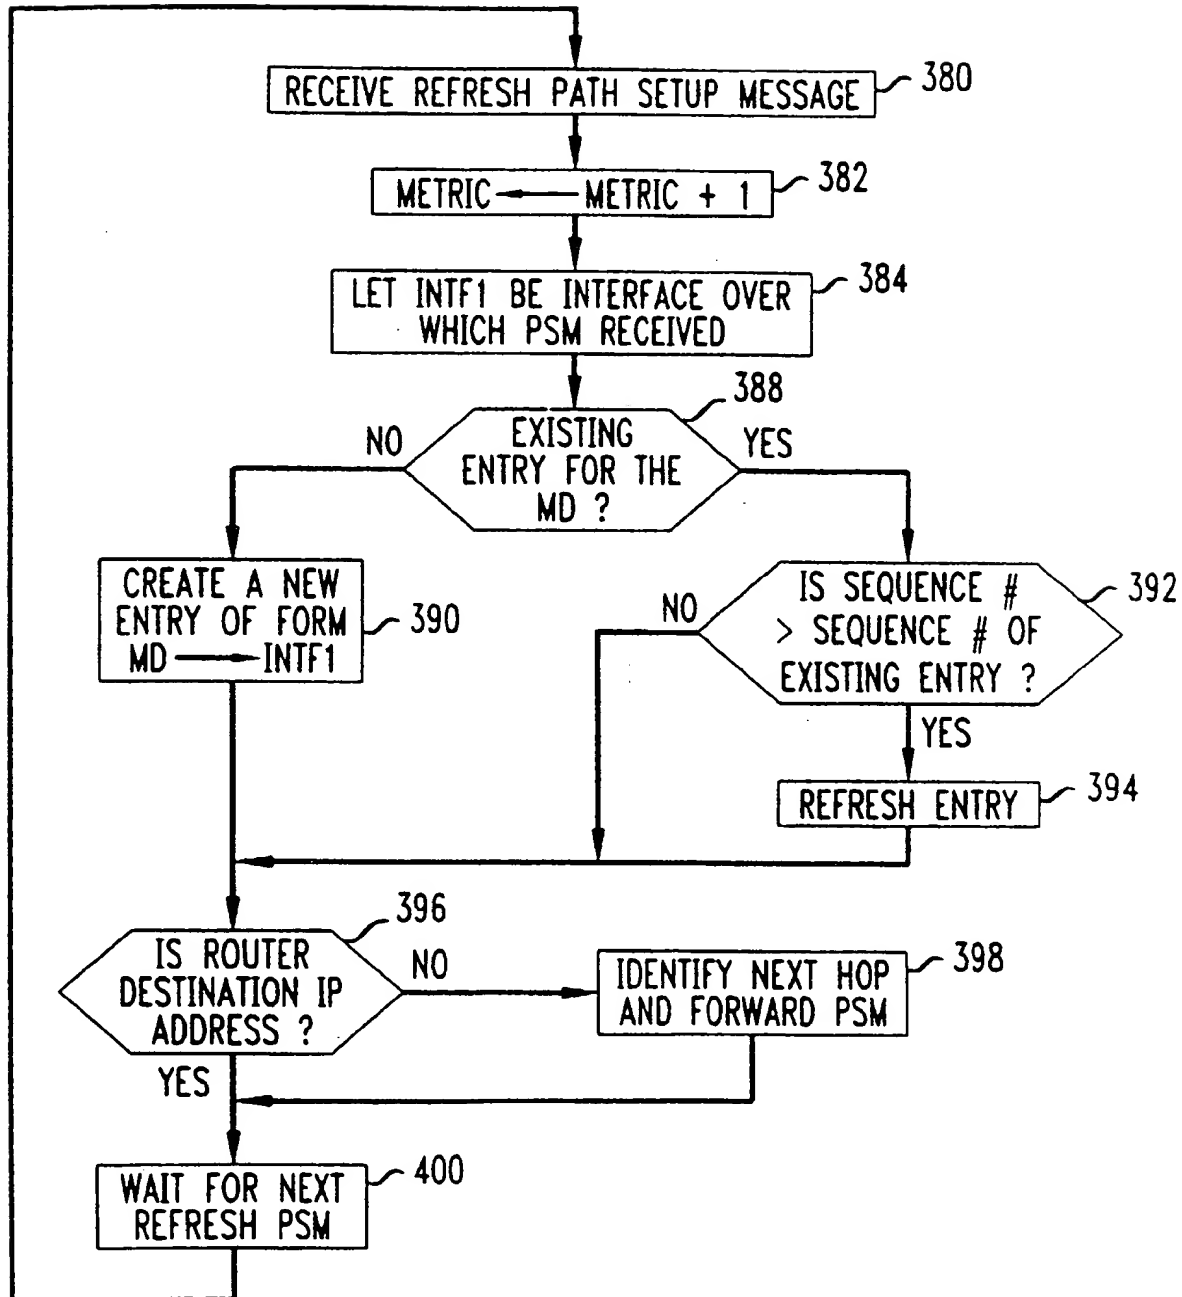 RECEIVE REFRESH PATH SETUP MESSAGE
380
METRIC ← METRIC + 1
382
LET INTF1 BE INTERFACE OVER
WHICH PSM RECEIVED
384
388
EXISTING
ENTRY FOR THE
MD ?
NO
YES
CREATE A NEW
ENTRY OF FORM
MD → INTF1
390
IS SEQUENCE #
> SEQUENCE # OF
EXISTING ENTRY ?
392
NO
YES
REFRESH ENTRY
394
396
IS ROUTER
DESTINATION IP
ADDRESS ?
NO
YES
IDENTIFY NEXT HOP
AND FORWARD PSM
398
WAIT FOR NEXT
REFRESH PSM
400